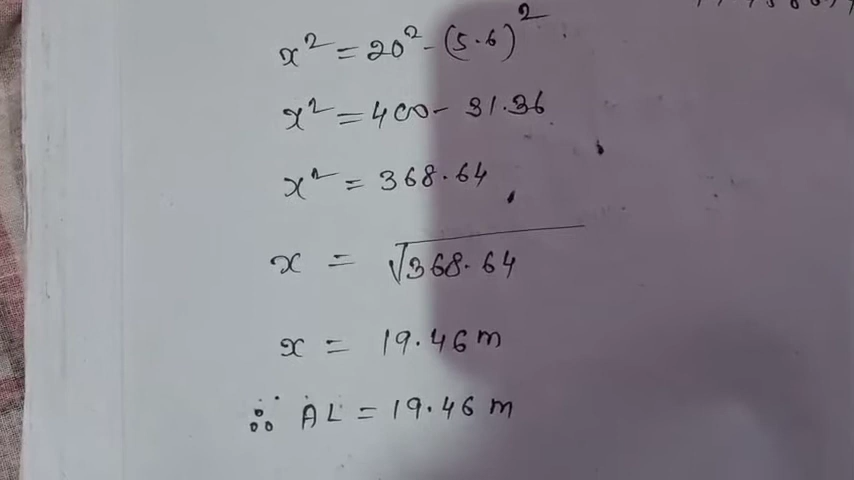 x² = 20² - (5.6)²
x² = 400 - 31.36
x² = 368.64
x = √368.64
x = 19.46 m
∴ AL = 19.46 m